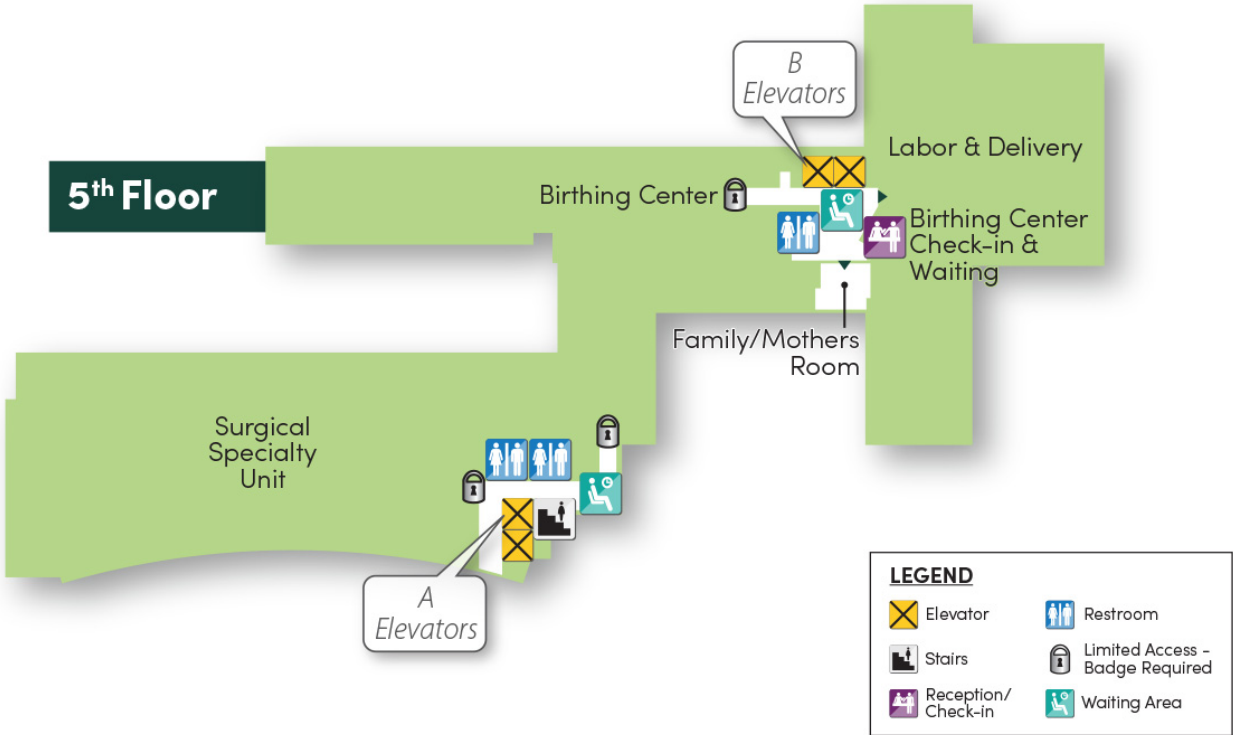 B
Elevators
Labor & Delivery
5th Floor
Birthing Center
Birthing Center
Check-in &
Waiting
Family/Mothers
Room
Surgical
Specialty
Unit
A
Elevators
LEGEND
Elevator
Restroom
Stairs
Limited Access -
Badge Required
Reception/
Check-in
Waiting Area